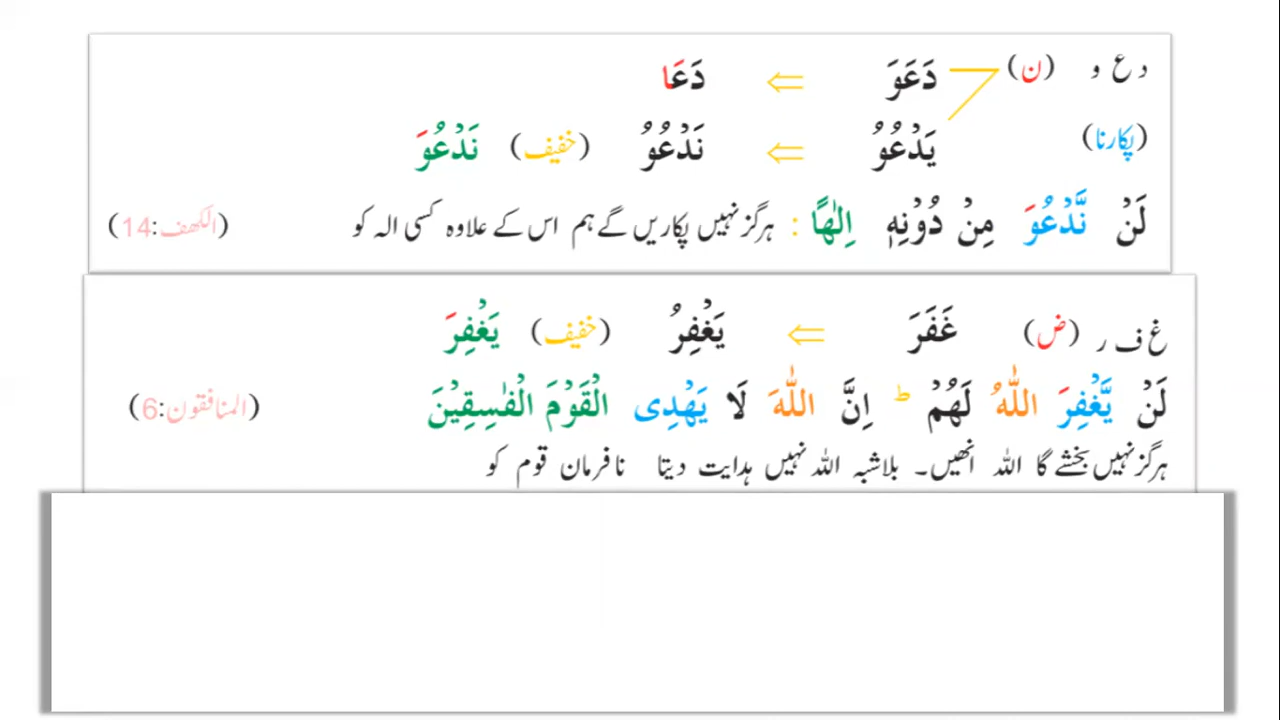 د ع و (ن) دَعَوَ ⇐ دَعَا
(پکارنا) يَدْعُوُ ⇐ نَدْعُوُ (خفیف) نَدْعُوَ
لَنْ نَّدْعُوَا۟ مِنْ دُوْنِهٖۤ اِلٰهًا : ہرگز نہیں پکاریں گے ہم اس کے علاوہ کسی الہ کو (الکھف:14)
غ ف ر (ض) غَفَرَ ⇐ يَغْفِرُ (خفیف) يَغْفِرَ
لَنْ يَّغْفِرَ اللّٰهُ لَهُمْ ؕ اِنَّ اللّٰهَ لَا يَهْدِى الْقَوْمَ الْفٰسِقِيْنَ (المنافقون:6)
ہرگز نہیں بخشے گا اللہ انھیں۔ بلاشبہ اللہ نہیں ہدایت دیتا نافرمان قوم کو